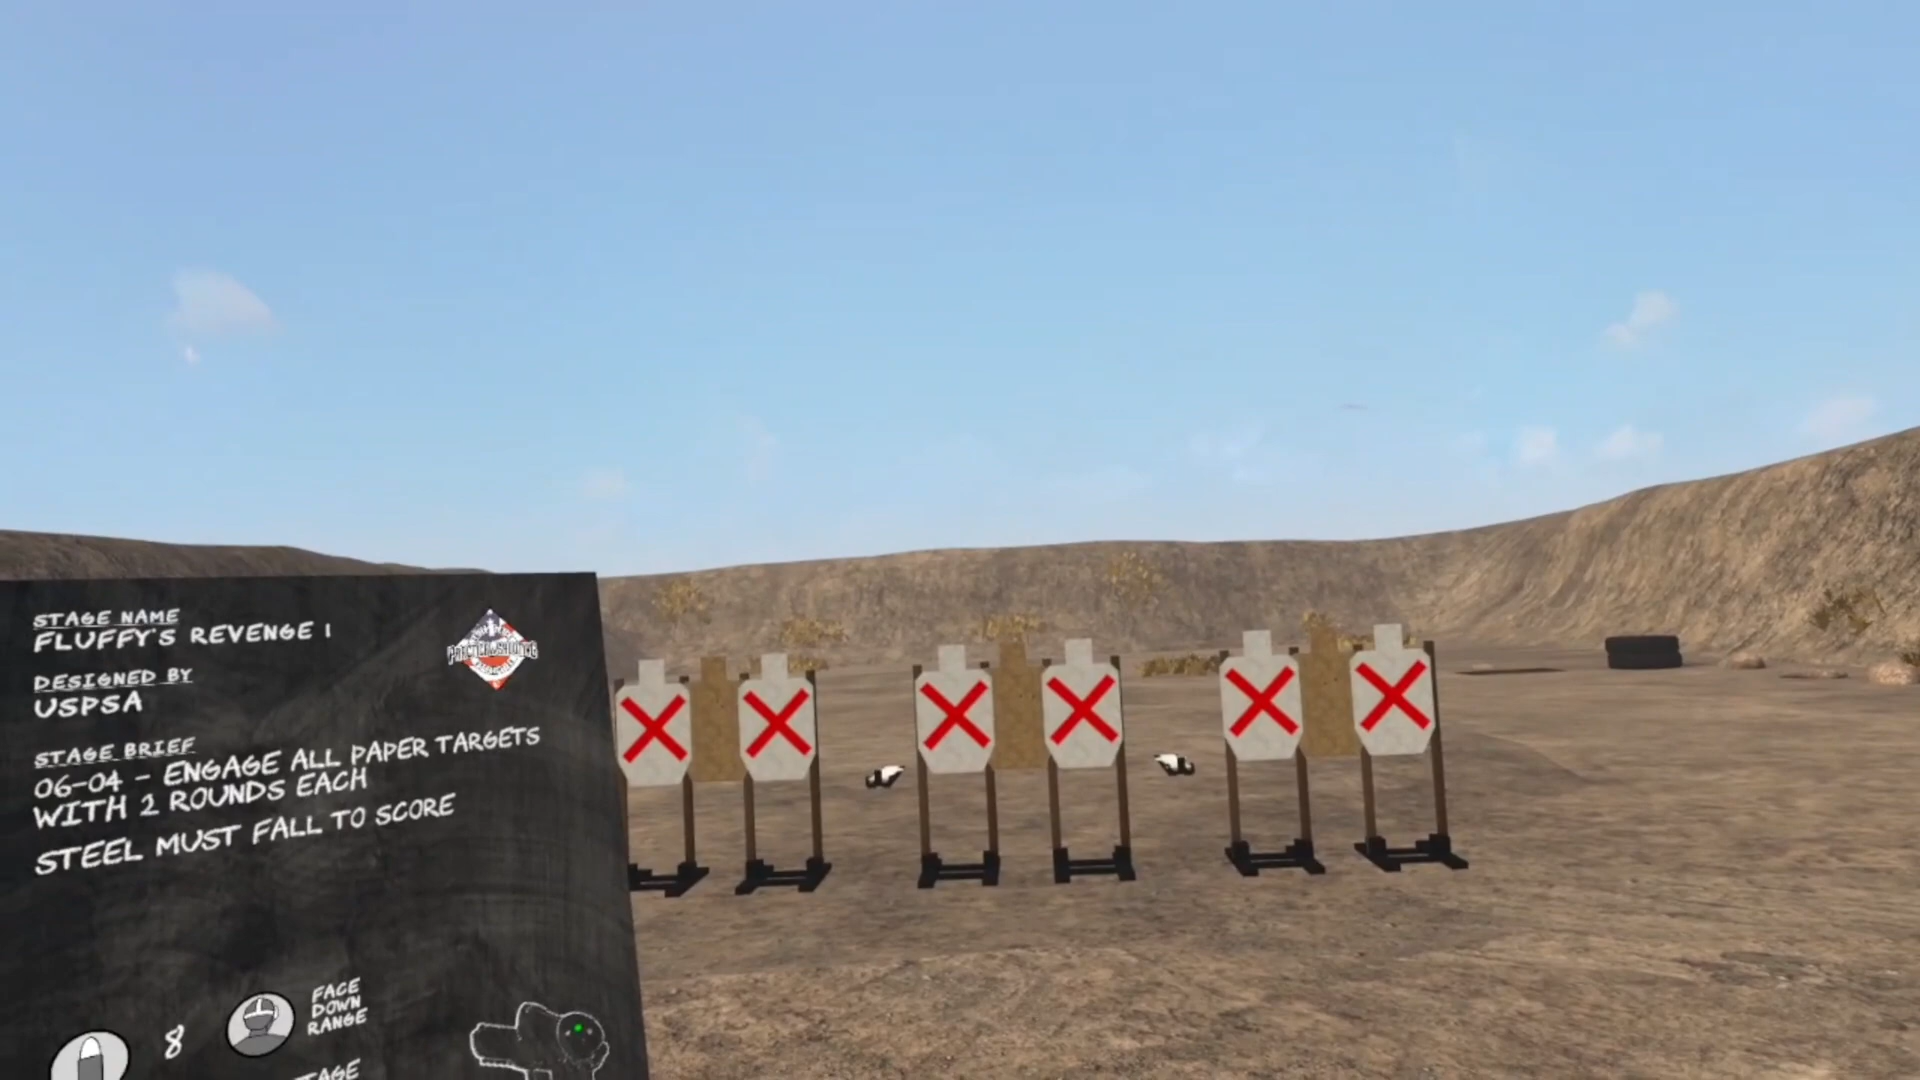 STAGE NAME
FLUFFY'S REVENGE 1
DESIGNED BY
USPSA
STAGE BRIEF
06-04 - ENGAGE ALL PAPER TARGETS
WITH 2 ROUNDS EACH
STEEL MUST FALL TO SCORE
8
FACE
DOWN
RANGE